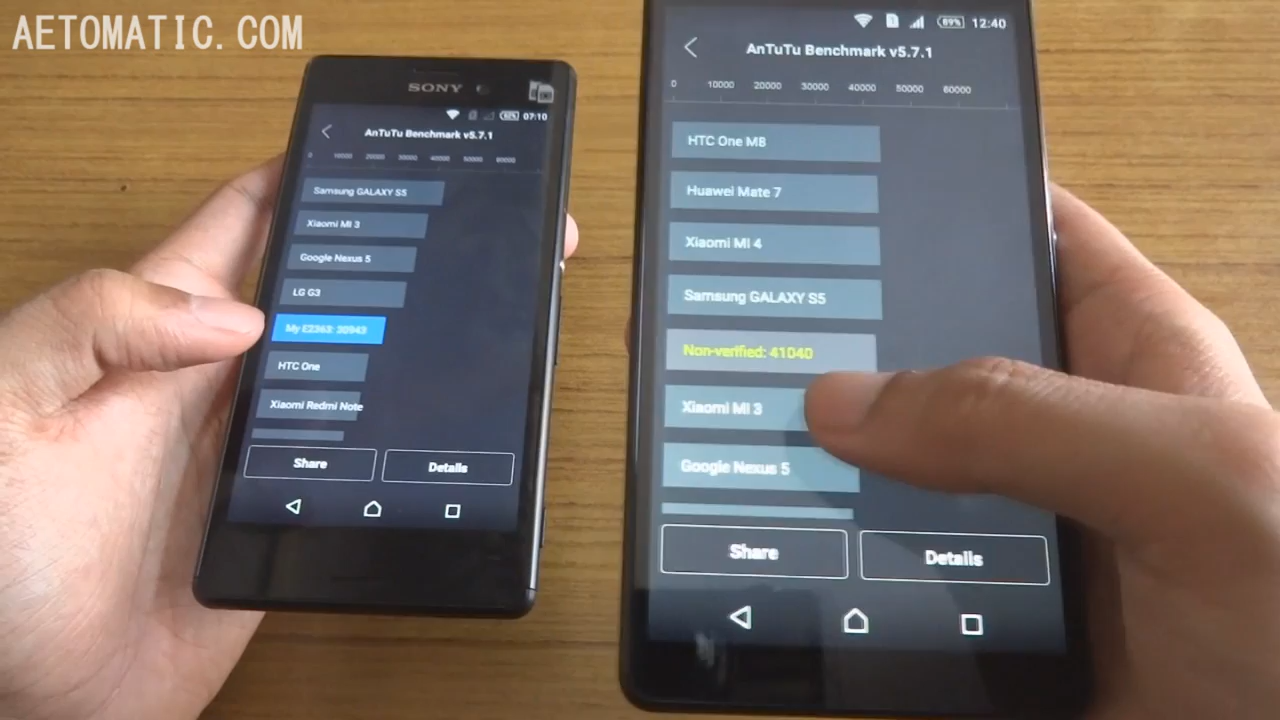 AETOMATIC.COM
SONY
07:10
AnTuTu Benchmark v5.7.1
0 10000 20000 30000 40000 50000 60000
Samsung GALAXY S5
Xiaomi MI 3
Google Nexus 5
LG G3
My E2363: 30943
HTC One
Xiaomi Redmi Note
Share Details
89% 12:40
AnTuTu Benchmark v5.7.1
0 10000 20000 30000 40000 50000 60000
HTC One M8
Huawei Mate 7
Xiaomi MI 4
Samsung GALAXY S5
Non-verified: 41040
Xiaomi MI 3
Google Nexus 5
Share Details